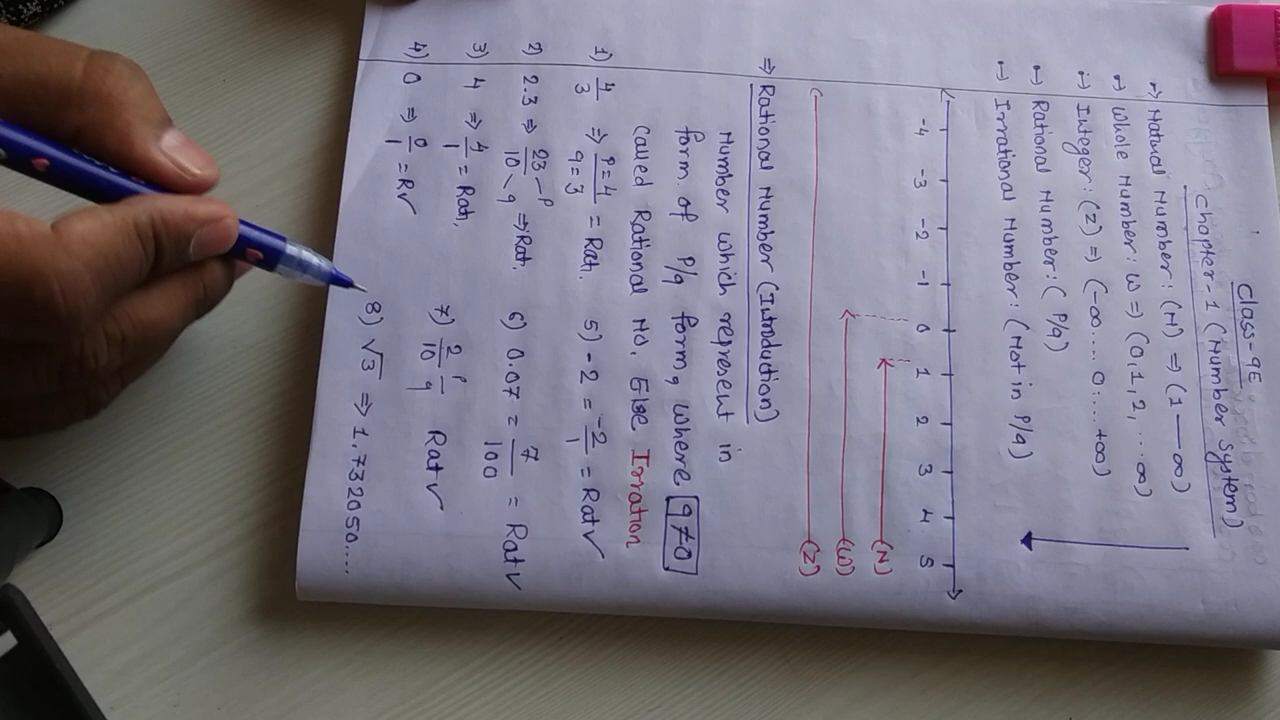 Class-9E
Chapter-1 (Number System)
→ Natural Number: (N) ⇒ (1 — ∞)
→ Whole Number: W ⇒ (0, 1, 2, ... ∞)
→ Integer: (Z) ⇒ (-∞.....0:....+∞)
→ Rational Number: (P/q)
→ Irrational Number: (Not in P/q)
-4 -3 -2 -1 0 1 2 3 4 5
(N)
(W)
(Z)
⇒ Rational Number (Introduction)
Number which represent in
form of P/q form, where q≠0
called Rational No. Else Irration
1) 4/3 ⇒ P=4 q=3 = Rati.
2) 2.3 ⇒ 23/10 - P q ⇒ Rat.
3) 4 ⇒ 4/1 = Rati.
4) 0 ⇒ 0/1 = R✓
5) -2 = -2/1 = Rat✓
6) 0.07 = 7/100 = Rat✓
7) 2/10 P q Rat✓
8) √3 ⇒ 1.732050....